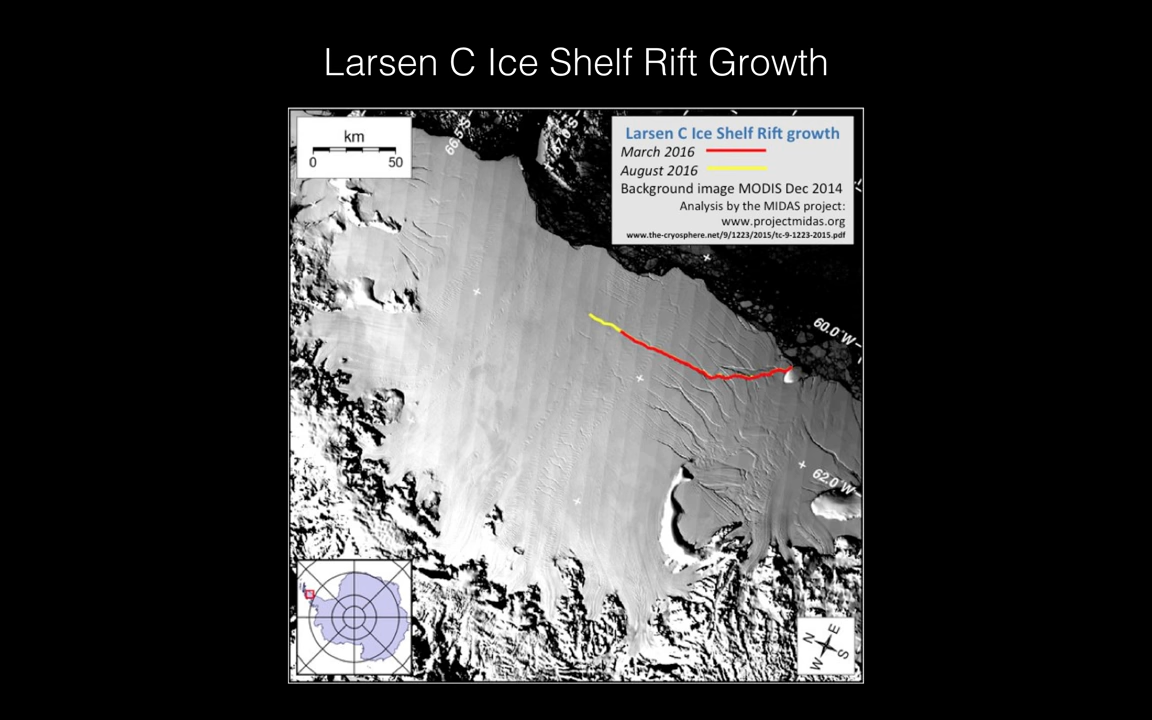 Larsen C Ice Shelf Rift Growth
km
0 50
66.5°S
67.0°S
Larsen C Ice Shelf Rift growth
March 2016
August 2016
Background image MODIS Dec 2014
Analysis by the MIDAS project:
www.projectmidas.org
www.the-cryosphere.net/9/1223/2015/tc-9-1223-2015.pdf
60.0°W
62.0°W
N E
W S